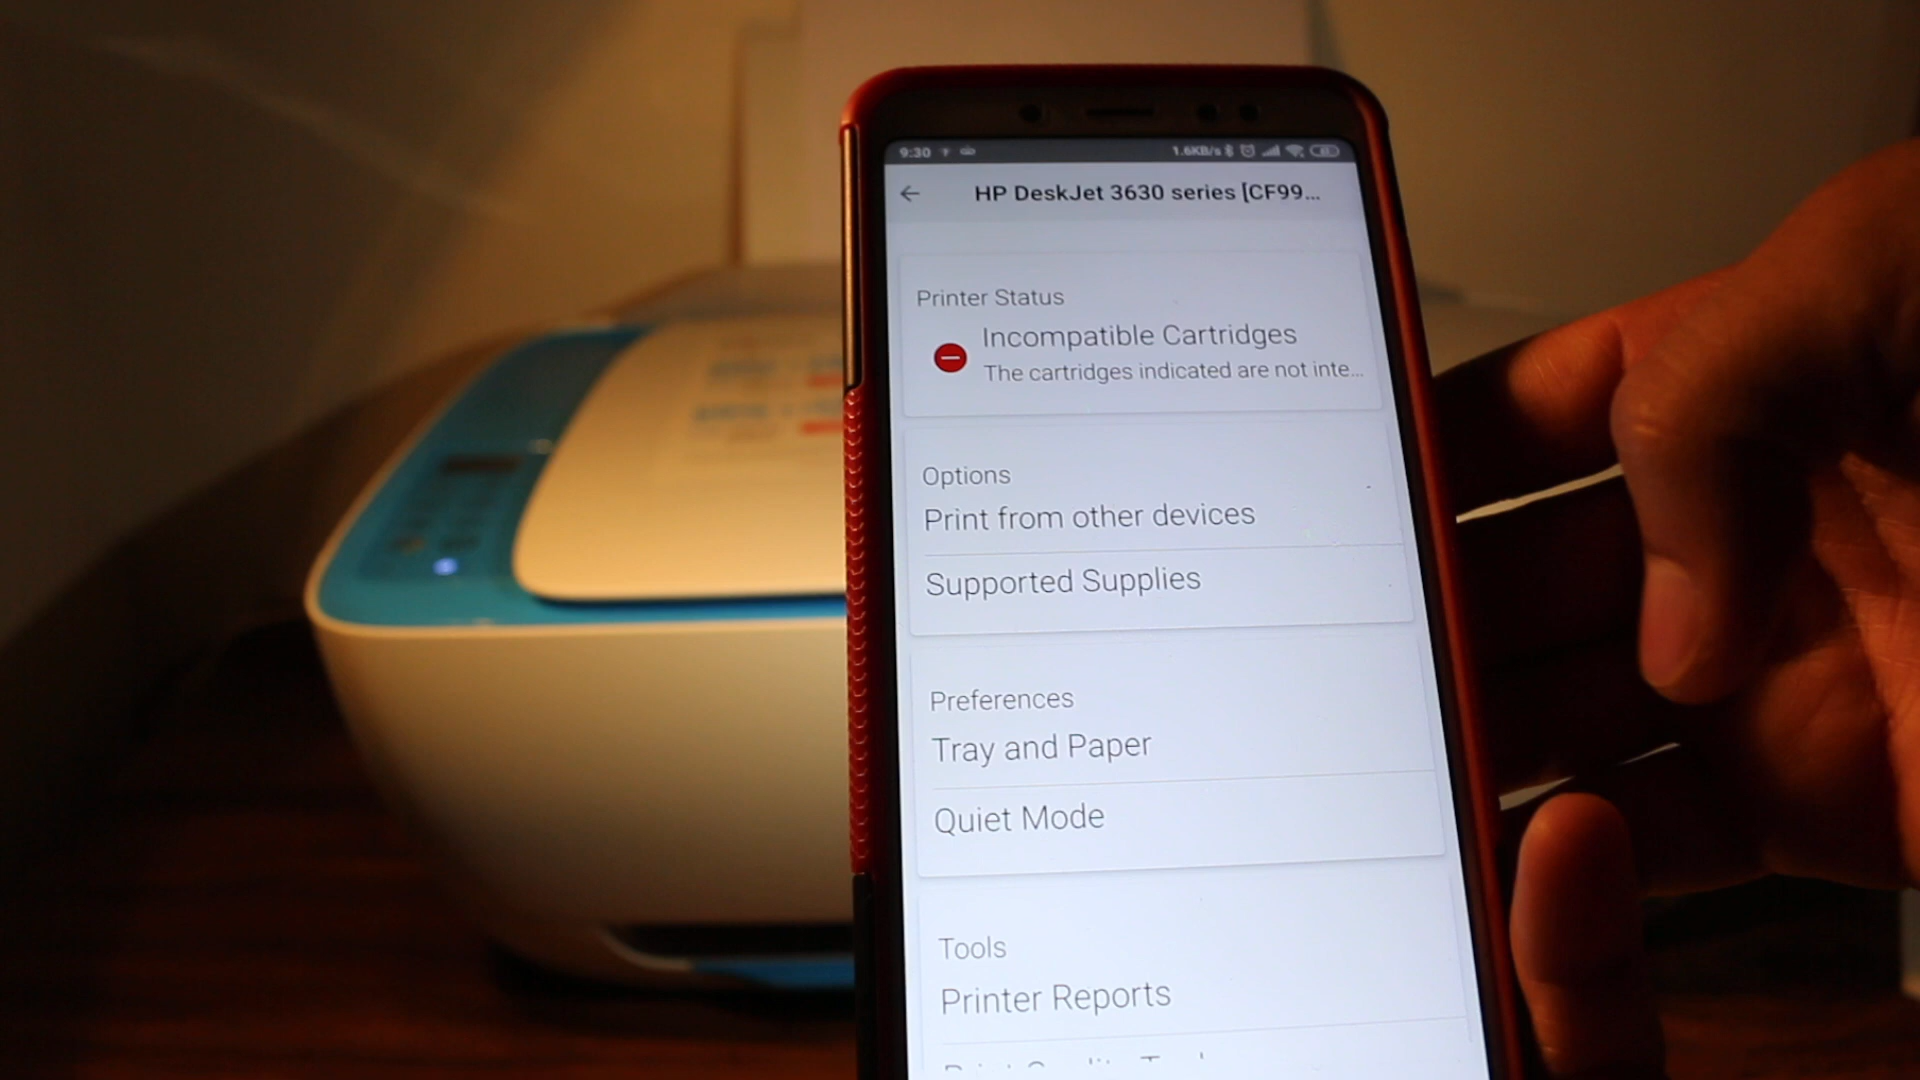 9:30
1.6KB/s
HP DeskJet 3630 series [CF99...
Printer Status
Incompatible Cartridges
The cartridges indicated are not inte...
Options
Print from other devices
Supported Supplies
Preferences
Tray and Paper
Quiet Mode
Tools
Printer Reports